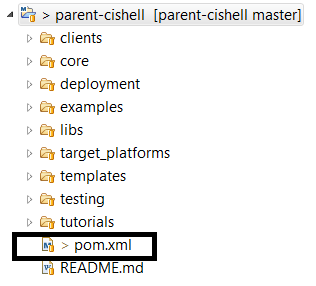 > parent-cishell [parent-cishell master]
clients
core
deployment
examples
libs
target_platforms
templates
testing
tutorials
> pom.xml
README.md